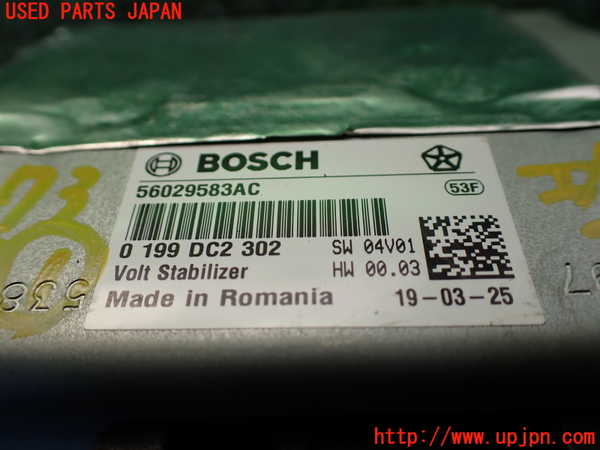 USED PARTS JAPAN
BOSCH
56029583AC
53F
0 199 DC2 302
SW 04V01
Volt Stabilizer
HW 00.03
Made in Romania
19-03-25
538
http://www.upjpn.com/